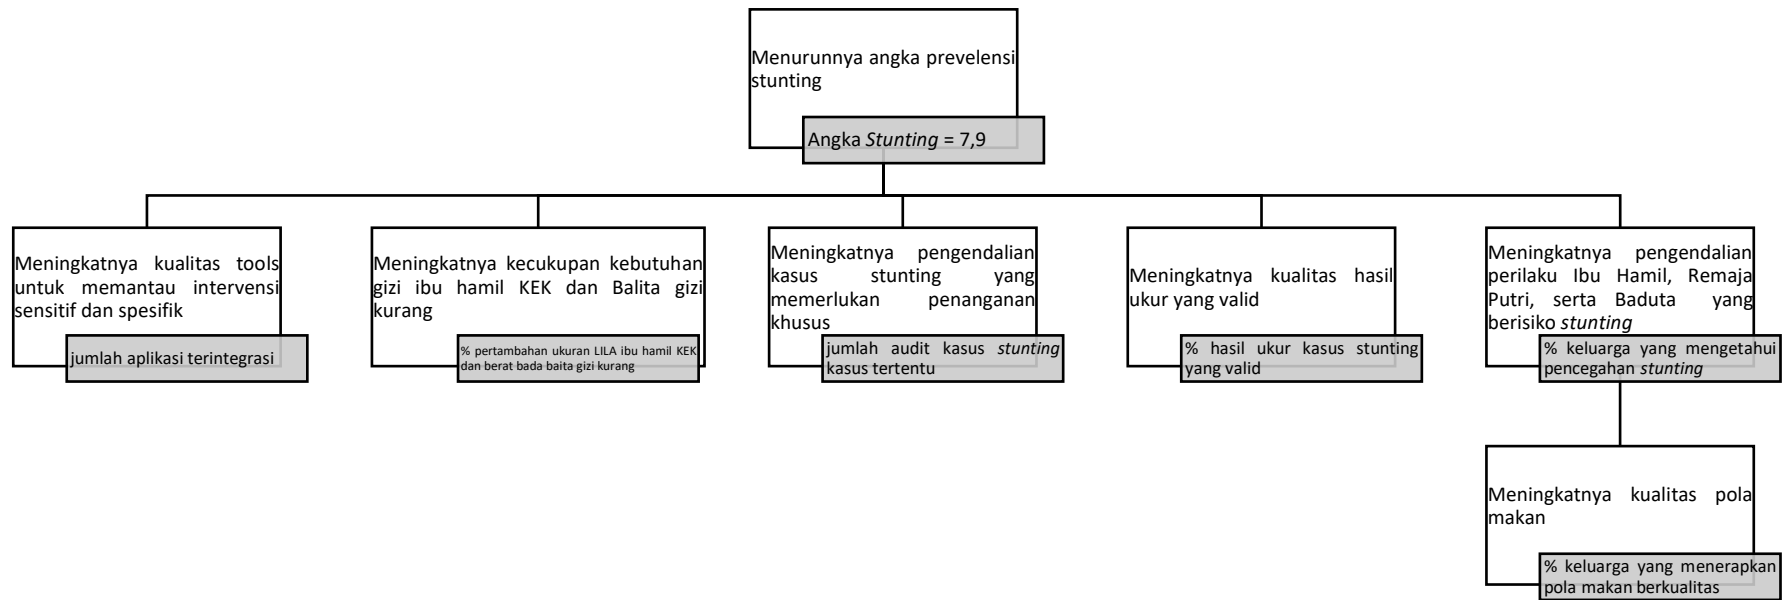 Menurunnya angka prevelensi
stunting
Angka Stunting = 7,9
Meningkatnya kualitas tools
untuk memantau intervensi
sensitif dan spesifik
jumlah aplikasi terintegrasi
Meningkatnya kecukupan kebutuhan
gizi ibu hamil KEK dan Balita gizi
kurang
% pertambahan ukuran LILA ibu hamil KEK
dan berat bada baita gizi kurang
Meningkatnya pengendalian
kasus stunting yang
memerlukan penanganan
khusus
jumlah audit kasus stunting
kasus tertentu
Meningkatnya kualitas hasil
ukur yang valid
% hasil ukur kasus stunting
yang valid
Meningkatnya pengendalian
perilaku Ibu Hamil, Remaja
Putri, serta Baduta yang
berisiko stunting
% keluarga yang mengetahui
pencegahan stunting
Meningkatnya kualitas pola
makan
% keluarga yang menerapkan
pola makan berkualitas